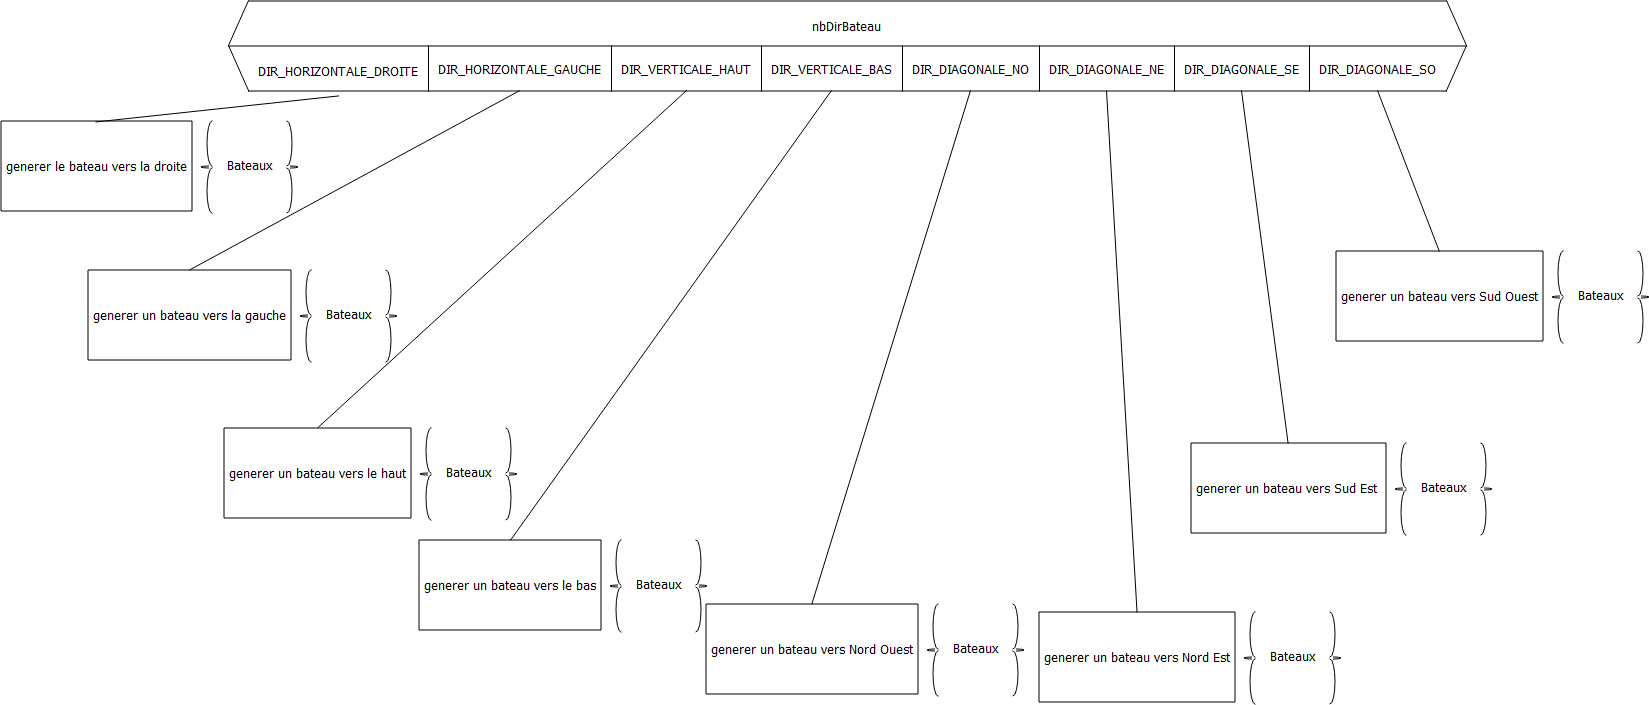 nbDirBateau
DIR_HORIZONTALE_DROITE
DIR_HORIZONTALE_GAUCHE
DIR_VERTICALE_HAUT
DIR_VERTICALE_BAS
DIR_DIAGONALE_NO
DIR_DIAGONALE_NE
DIR_DIAGONALE_SE
DIR_DIAGONALE_SO
generer le bateau vers la droite
Bateaux
generer un bateau vers la gauche
Bateaux
generer un bateau vers Sud Ouest
Bateaux
generer un bateau vers le haut
Bateaux
generer un bateau vers Sud Est
Bateaux
generer un bateau vers le bas
Bateaux
generer un bateau vers Nord Ouest
Bateaux
generer un bateau vers Nord Est
Bateaux